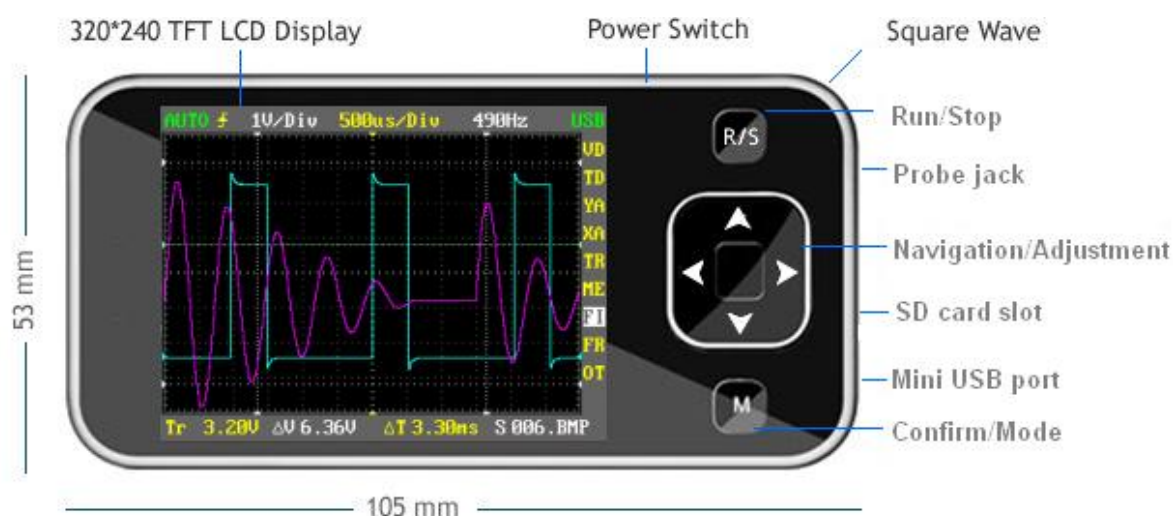 320*240 TFT LCD Display
Power Switch
Square Wave
AUTO 1V/Div 500us/Div 490Hz USB
R/S
Run/Stop
VD
TD
Probe jack
YA
XA
Navigation/Adjustment
TR
ME
FI
SD card slot
FR
OT
Mini USB port
M
Tr 3.20V △V 6.36V △T 3.30ms S 006.BMP
Confirm/Mode
53 mm
105 mm